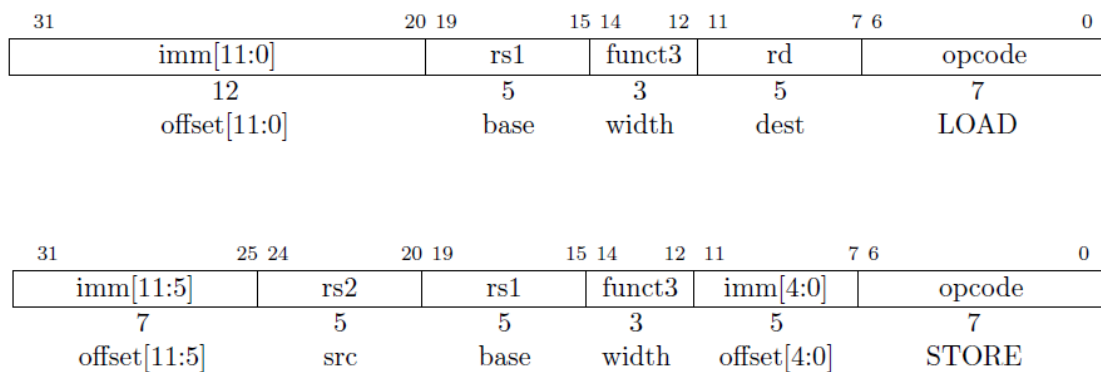 31 20 19 15 14 12 11 7 6 0
imm[11:0] rs1 funct3 rd opcode
12 5 3 5 7
offset[11:0] base width dest LOAD
31 25 24 20 19 15 14 12 11 7 6 0
imm[11:5] rs2 rs1 funct3 imm[4:0] opcode
7 5 5 3 5 7
offset[11:5] src base width offset[4:0] STORE